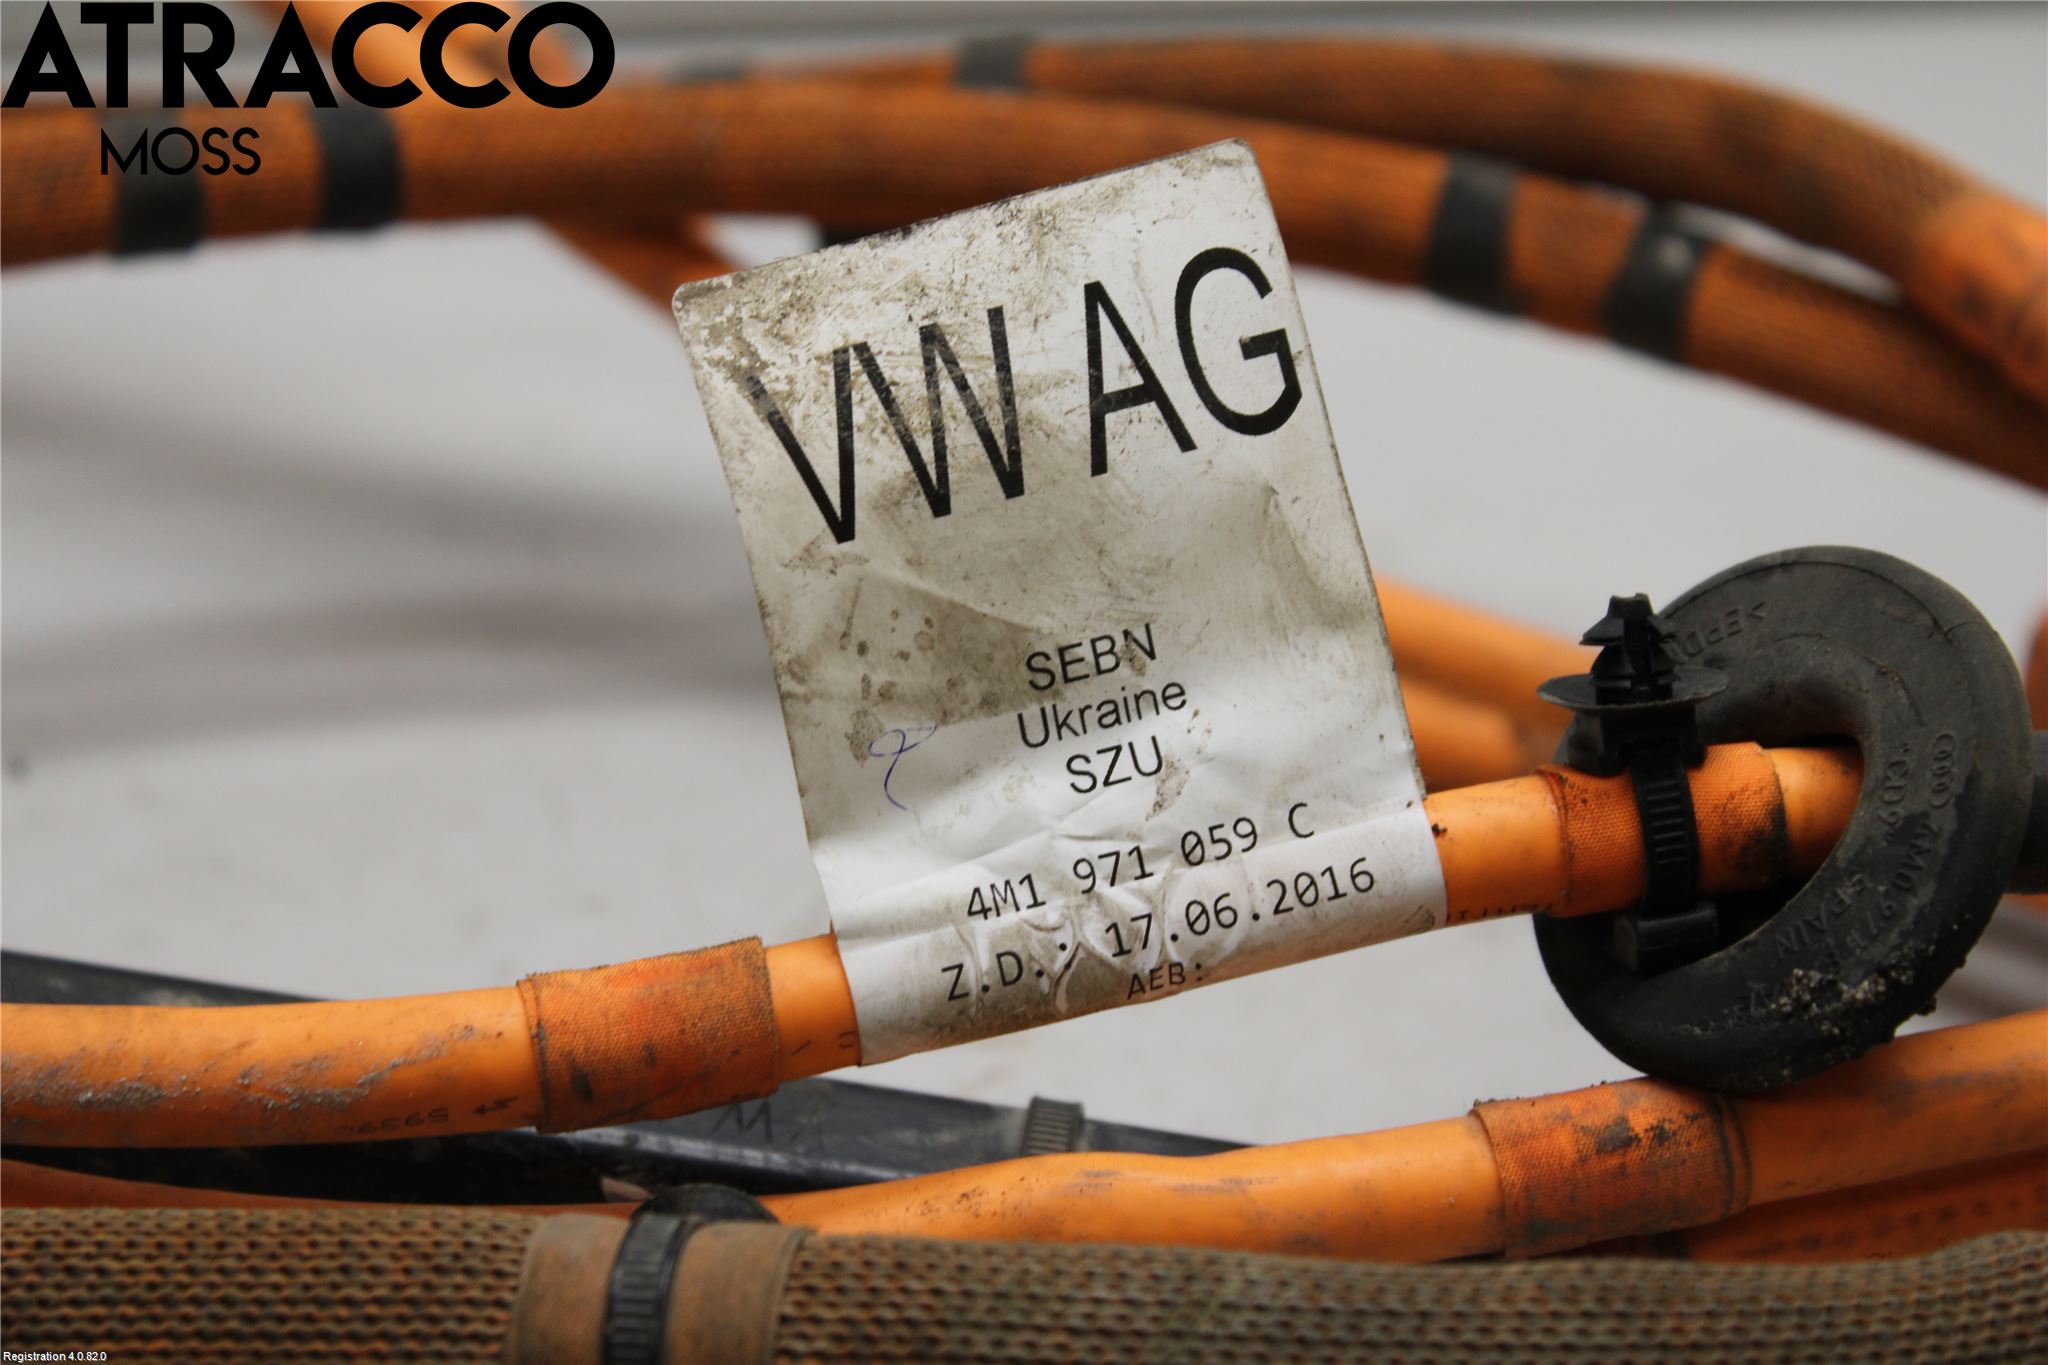 ATRACCO
MOSS
VW AG
SEBN
Ukraine
SZU
4M1 971 059 C
Z.D.: 17.06.2016
AEB:
SPAIN
Registration 4.0.82.0